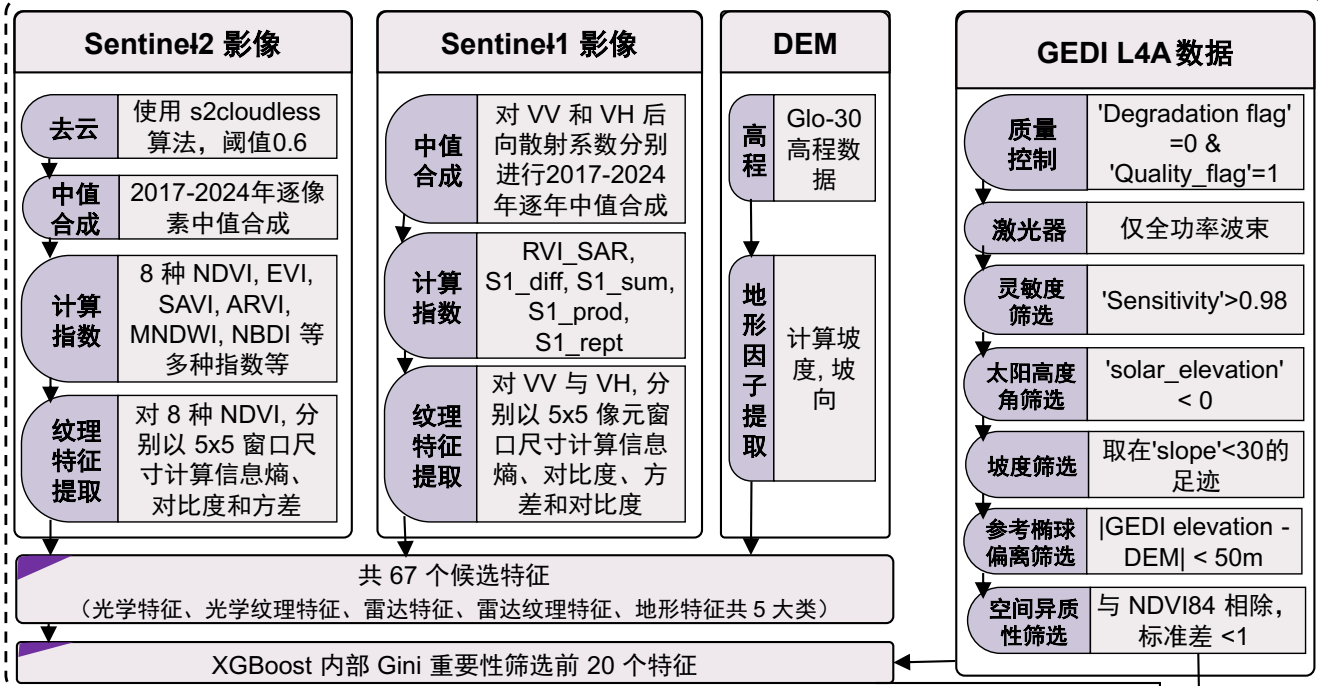 Sentinel-2 影像
去云
使用 s2cloudless
算法，阈值0.6
中值
合成
2017-2024年逐像
素中值合成
计算
指数
8 种 NDVI, EVI,
SAVI, ARVI,
MNDWI, NBDI 等
多种指数等
纹理
特征
提取
对 8 种 NDVI, 分
别以 5x5 窗口尺
寸计算信息熵、
对比度和方差
Sentinel-1 影像
中值
合成
对 VV 和 VH 后
向散射系数分别
进行2017-2024
年逐年中值合成
计算
指数
RVI_SAR,
S1_diff, S1_sum,
S1_prod,
S1_rept
纹理
特征
提取
对 VV 与 VH, 分
别以 5x5 像元窗
口尺寸计算信息
熵、对比度、方
差和对比度
DEM
高
程
Glo-30
高程数
据
地
形
因
子
提
取
计算坡
度, 坡
向
共 67 个候选特征
（光学特征、光学纹理特征、雷达特征、雷达纹理特征、地形特征共 5 大类）
XGBoost 内部 Gini 重要性筛选前 20 个特征
GEDI L4A 数据
质量
控制
'Degradation flag'
=0 &
'Quality_flag'=1
激光器
仅全功率波束
灵敏度
筛选
'Sensitivity'>0.98
太阳高度
角筛选
'solar_elevation'
< 0
坡度筛选
取在'slope'<30的
足迹
参考椭球
偏离筛选
|GEDI elevation -
DEM| < 50m
空间异质
性筛选
与 NDVI84 相除，
标准差 <1